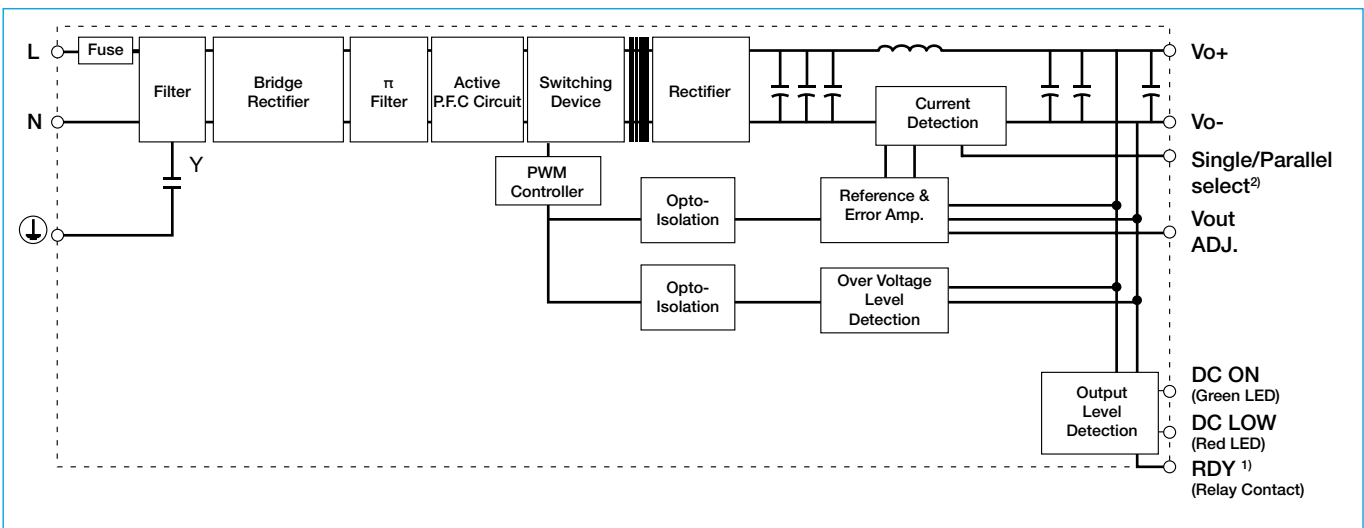 L
Fuse
Filter
Bridge
Rectifier
π
Filter
Active
P.F.C Circuit
Switching
Device
Rectifier
Current
Detection
Vo+
N
Vo-
Y
PWM
Controller
Opto-
Isolation
Reference &
Error Amp.
Single/Parallel
select2)
Vout
ADJ.
Opto-
Isolation
Over Voltage
Level
Detection
Output
Level
Detection
DC ON
(Green LED)
DC LOW
(Red LED)
RDY 1)
(Relay Contact)